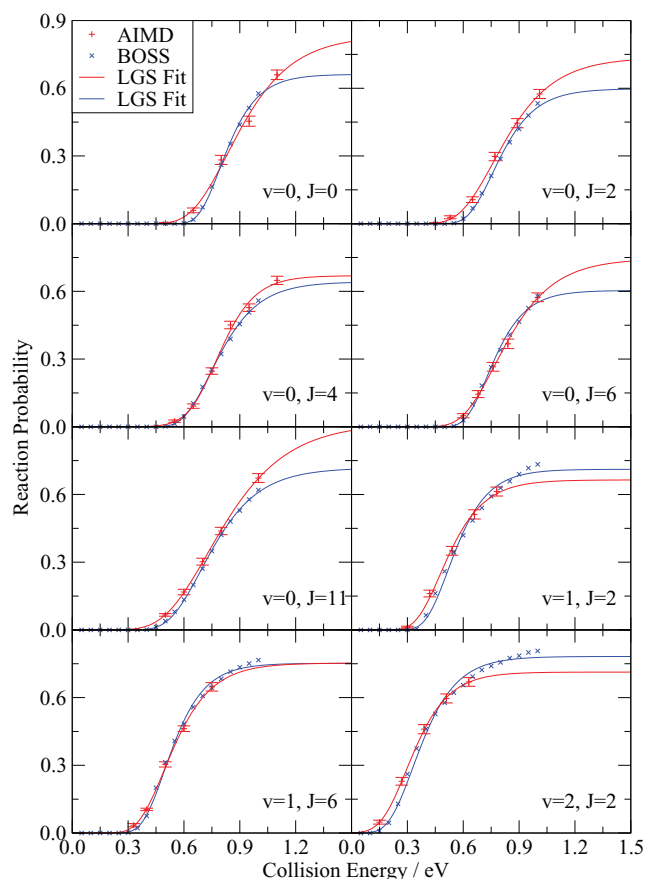 0.9
AIMD
BOSS
LGS Fit
LGS Fit
0.6
0.3
v=0, J=0
v=0, J=2
0.0
0.6
0.3
v=0, J=4
v=0, J=6
0.0
Reaction Probability
0.6
0.3
v=0, J=11
v=1, J=2
0.0
0.6
0.3
v=1, J=6
v=2, J=2
0.0
0.0 0.3 0.6 0.9 1.2 0.0 0.3 0.6 0.9 1.2 1.5
Collision Energy / eV